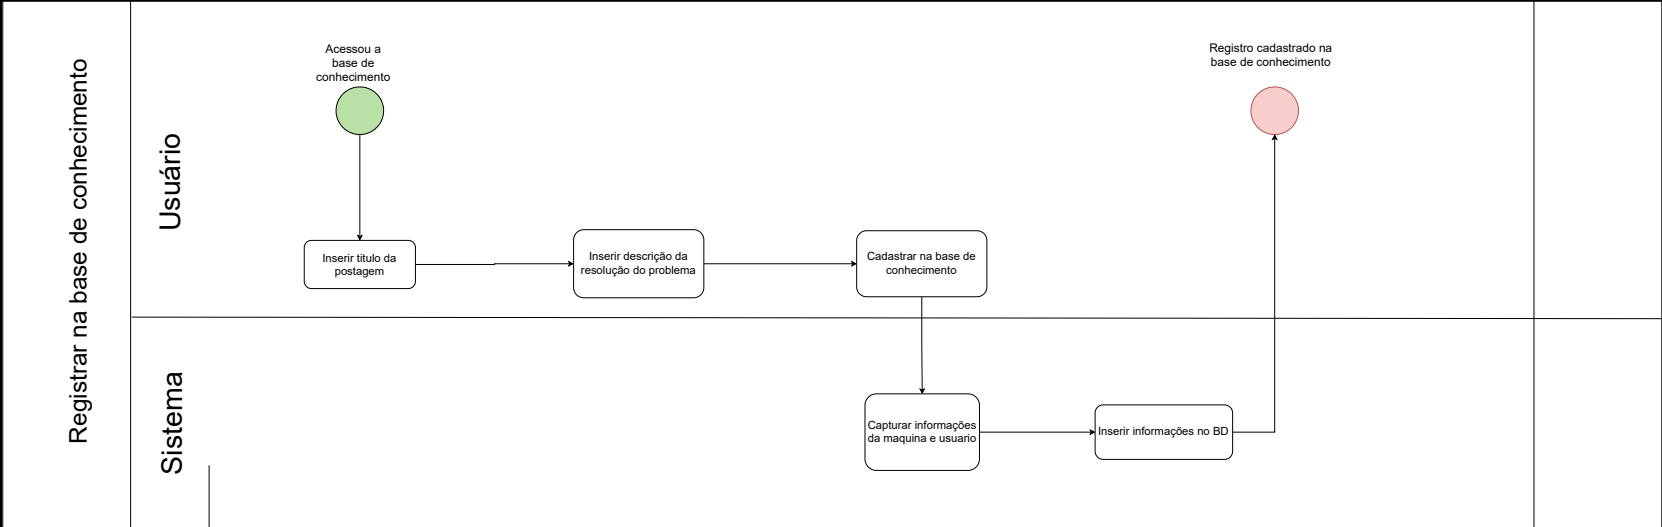 Registrar na base de conhecimento
Usuário
Acessou a
base de
conhecimento
Registro cadastrado na
base de conhecimento
Inserir titulo da
postagem
Inserir descrição da
resolução do problema
Cadastrar na base de
conhecimento
Sistema
Capturar informações
da maquina e usuario
Inserir informações no BD